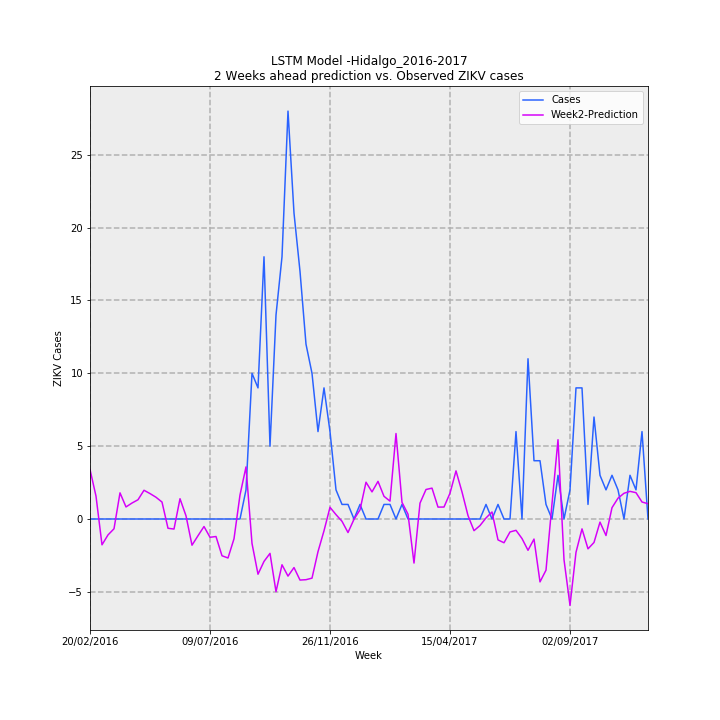 LSTM Model -Hidalgo_2016-2017
2 Weeks ahead prediction vs. Observed ZIKV cases
Cases
Week2-Prediction
25
20
15
10
5
0
−5
ZIKV Cases
20/02/2016 09/07/2016 26/11/2016 15/04/2017 02/09/2017
Week